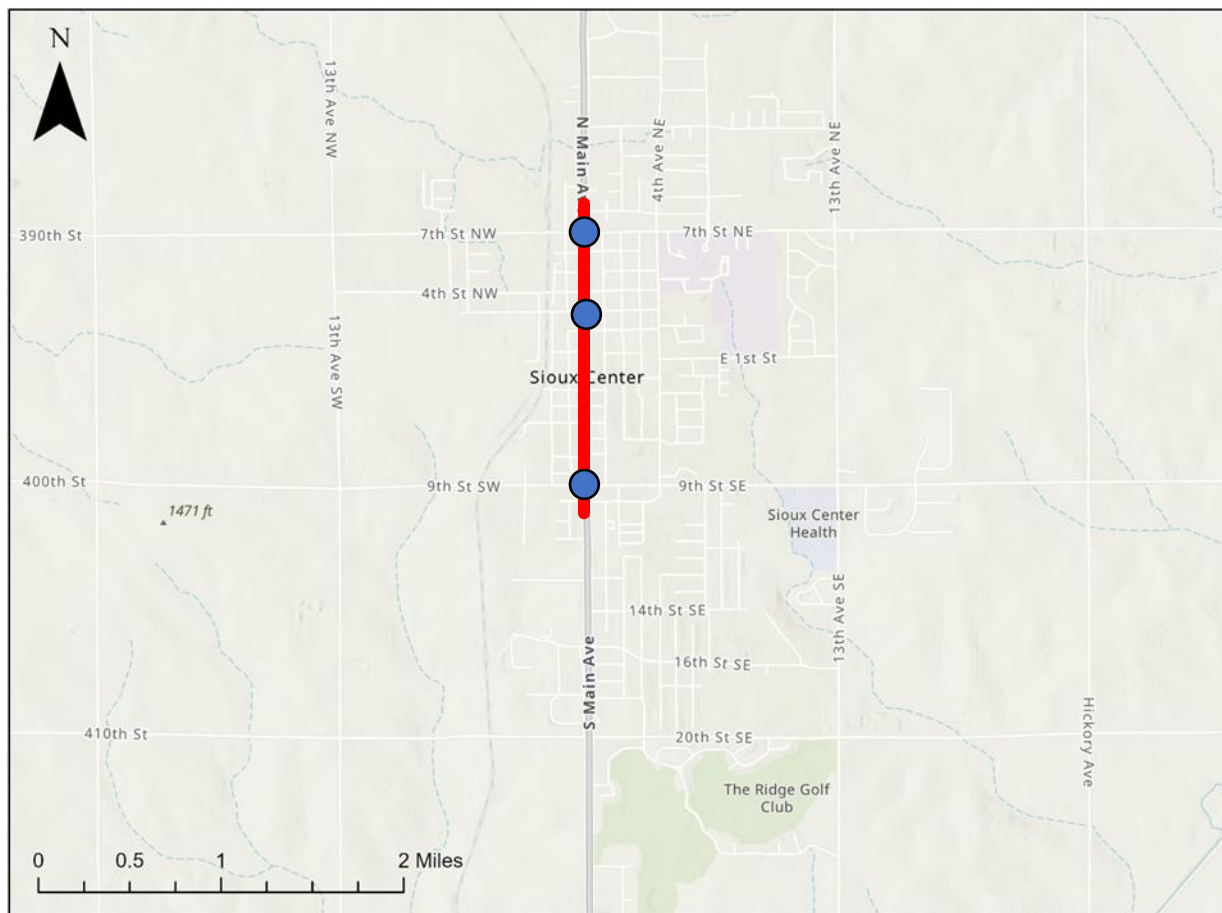 N
13th Ave NW
N Main A
4th Ave NE
13th Ave NE
390th St
7th St NW
7th St NE
4th St NW
13th Ave SW
E 1st St
Sioux Center
400th St
9th St SW
9th St SE
1471 ft
Sioux Center
Health
14th St SE
13th Ave SE
16th St SE
S Main Ave
Hickory Ave
410th St
20th St SE
The Ridge Golf
Club
0 0.5 1 2 Miles